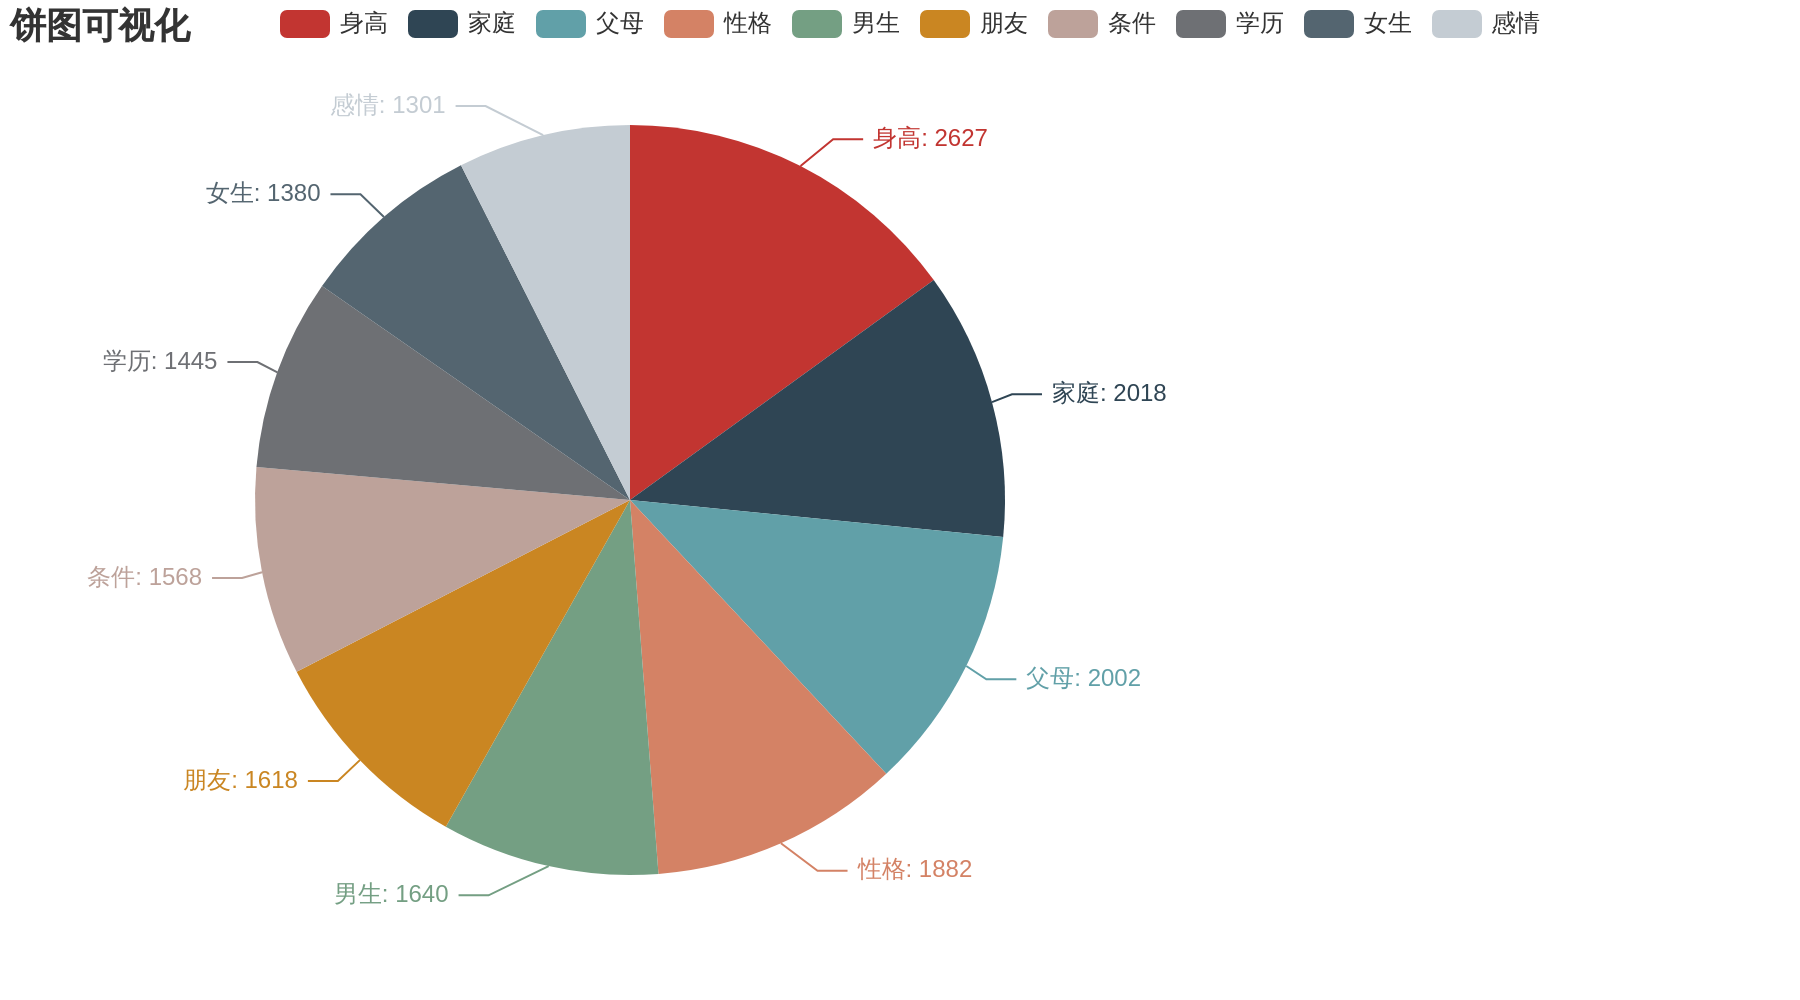 饼图可视化
身高 家庭 父母 性格 男生 朋友 条件 学历 女生 感情
感情: 1301
身高: 2627
女生: 1380
学历: 1445
家庭: 2018
条件: 1568
父母: 2002
朋友: 1618
性格: 1882
男生: 1640